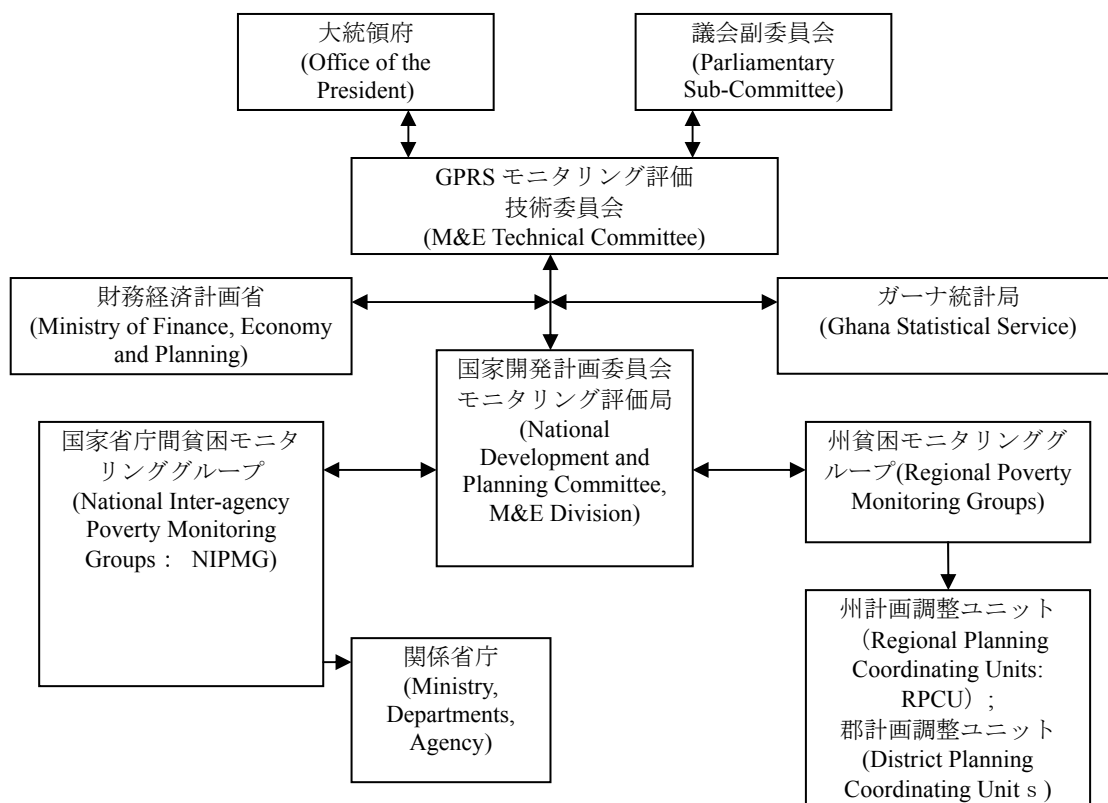 大統領府
(Office of the
President)
議会副委員会
(Parliamentary
Sub-Committee)
GPRS モニタリング評価
技術委員会
(M&E Technical Committee)
財務経済計画省
(Ministry of Finance, Economy
and Planning)
ガーナ統計局
(Ghana Statistical Service)
国家開発計画委員会
モニタリング評価局
(National
Development and
Planning Committee,
M&E Division)
国家省庁間貧困モニタ
リンググループ
(National Inter-agency
Poverty Monitoring
Groups： NIPMG)
州貧困モニタリンググ
ループ(Regional Poverty
Monitoring Groups)
関係省庁
(Ministry,
Departments,
Agency)
州計画調整ユニット
（Regional Planning
Coordinating Units:
RPCU）;
郡計画調整ユニット
(District Planning
Coordinating Unitｓ)